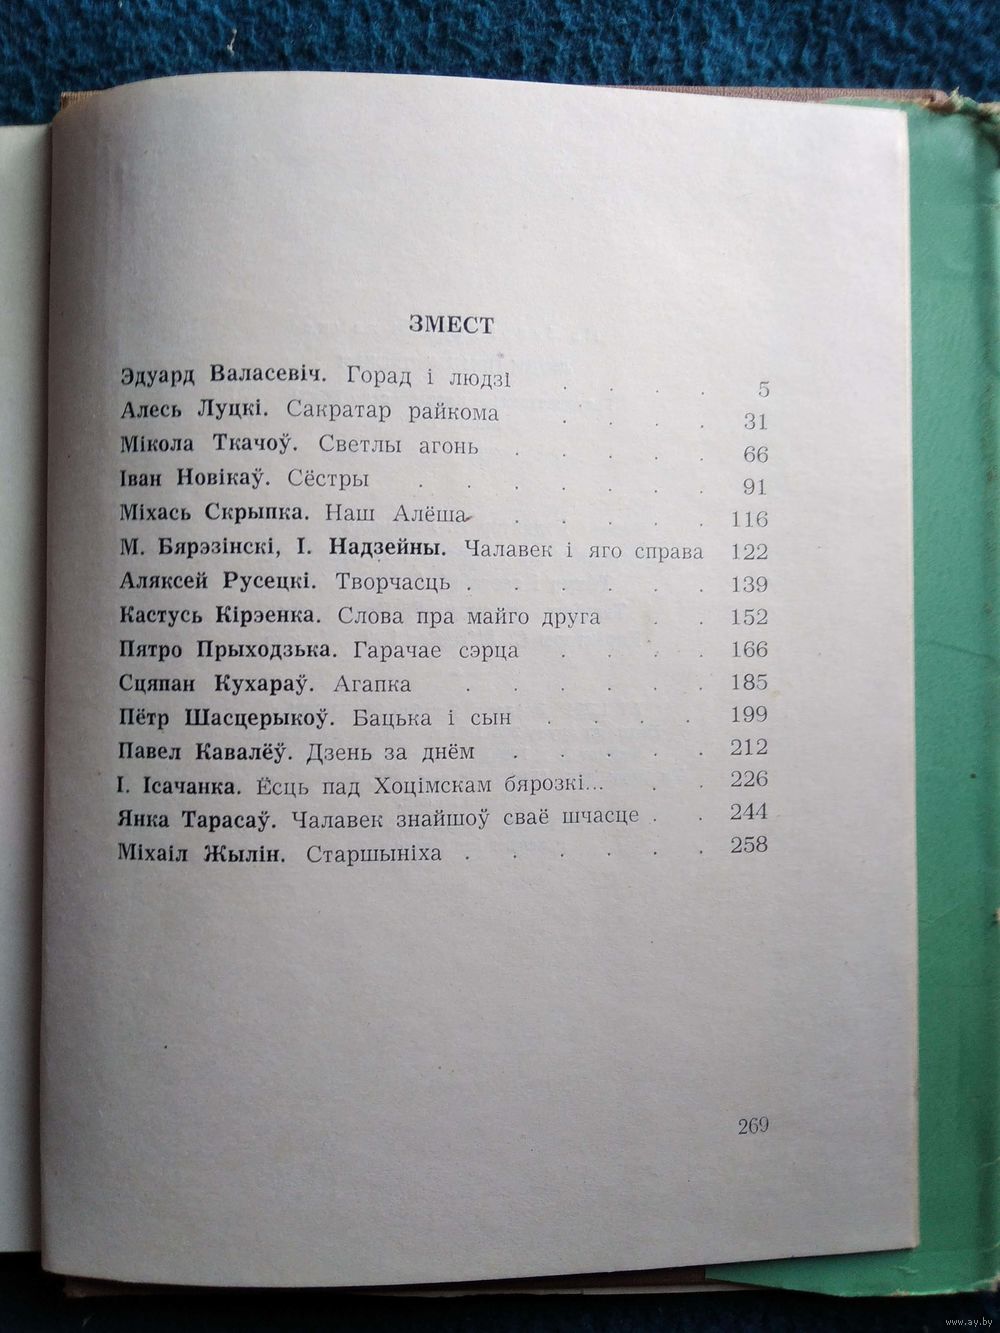 ЗМЕСТ
Эдуард Валасевіч. Горад і людзі . . . . 5
Алесь Луцкі. Сакратар райкома . . . . 31
Мікола Ткачоў. Светлы агонь . . . . . 66
Іван Новікаў. Сёстры . . . . . . . 91
Міхась Скрыпка. Наш Алёша . . . . . 116
М. Бярэзінскі, І. Надзейны. Чалавек і яго справа 122
Аляксей Русецкі. Творчасць . . . . . . 139
Кастусь Кірэенка. Слова пра майго друга . . 152
Пятро Прыходзька. Гарачае сэрца . . . . 166
Сцяпан Кухараў. Агапка . . . . . . 185
Пётр Шасцерыкоў. Бацька і сын . . . . 199
Павел Кавалёў. Дзень за днём . . . . . 212
І. Ісачанка. Ёсць пад Хоцімскам бярозкі... . . 226
Янка Тарасаў. Чалавек знайшоў сваё шчасце . . 244
Міхаіл Жылін. Старшыніха . . . . . . 258
269
www.ay.by